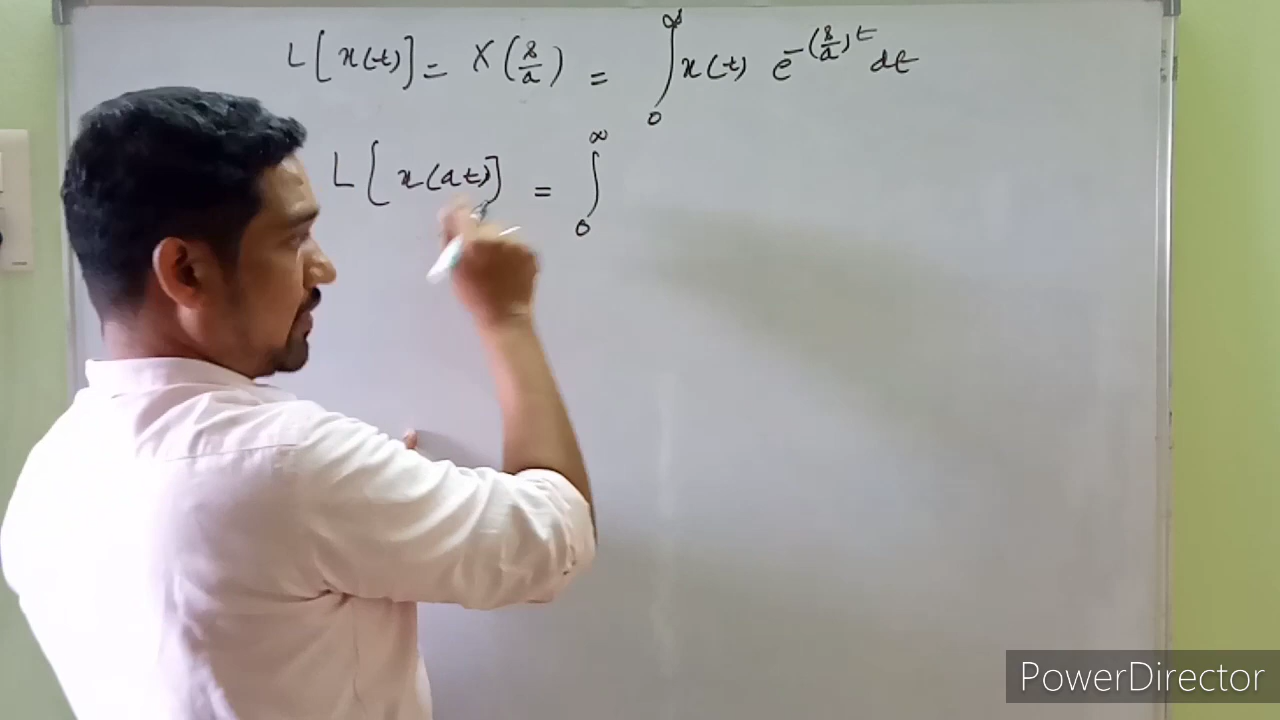 L[x(t)] = X(s/a) = ∫₀^∞ x(t) e^-(s/a)t dt
L[x(at)] = ∫₀^∞
PowerDirector